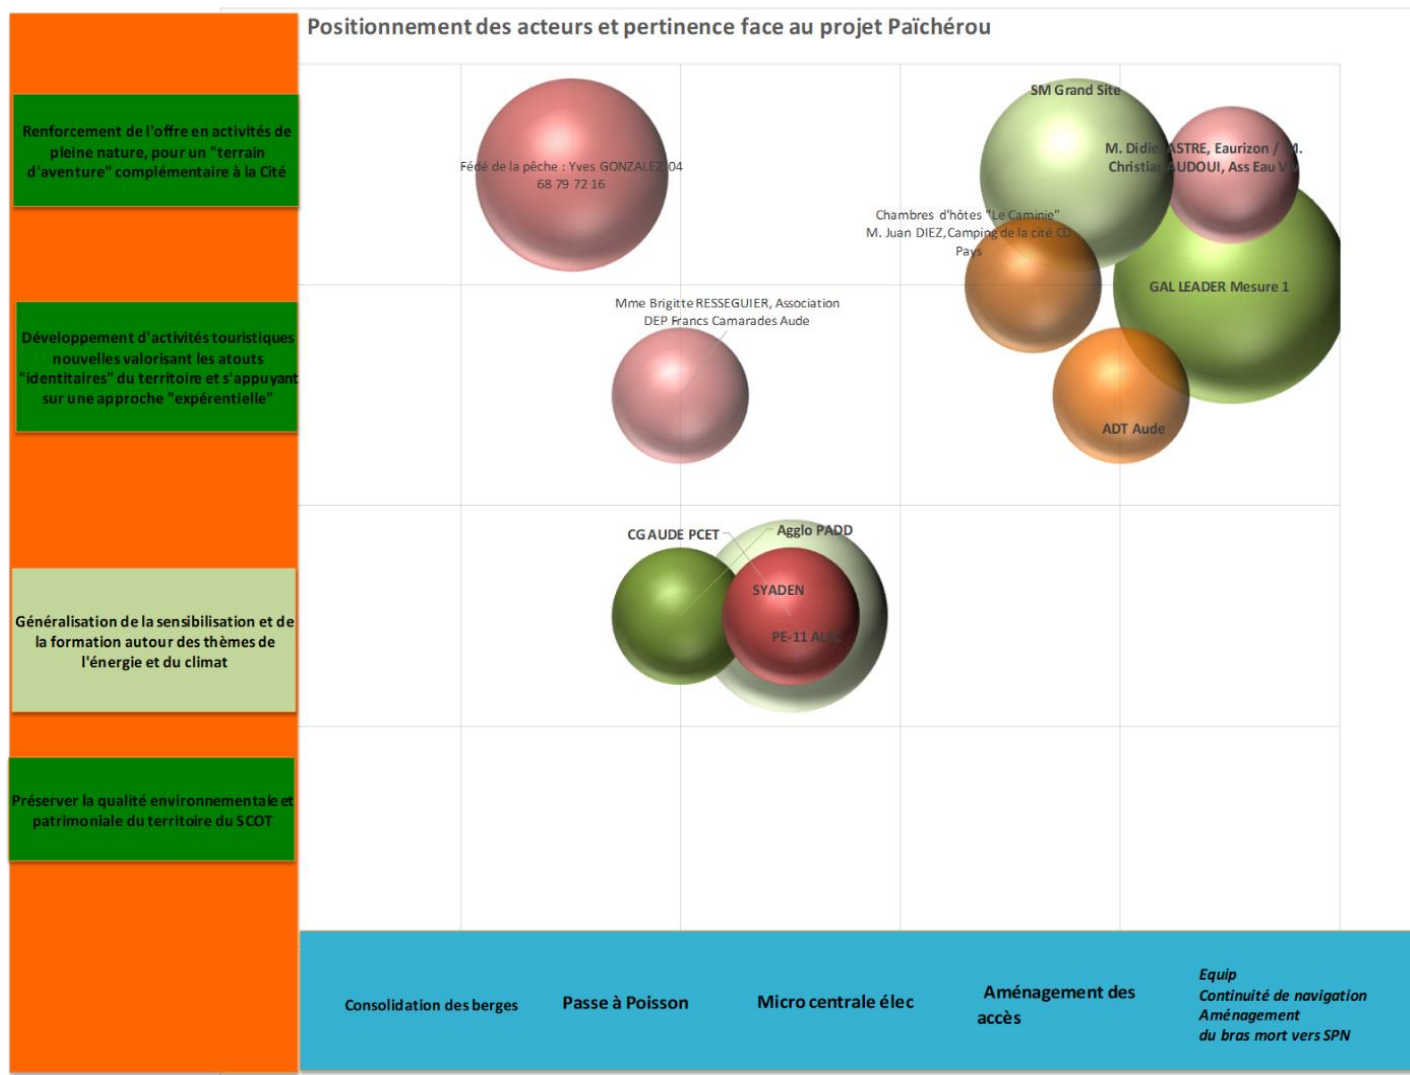 Positionnement des acteurs et pertinence face au projet Païchérou
Renforcement de l'offre en activités de
pleine nature, pour un "terrain
d'aventure" complémentaire à la Cité
Développement d'activités touristiques
nouvelles valorisant les atouts
"identitaires" du territoire et s'appuyant
sur une approche "expérentielle"
Généralisation de la sensibilisation et de
la formation autour des thèmes de
l'énergie et du climat
Préserver la qualité environnementale et
patrimoniale du territoire du SCOT
Fédé de la pêche : Yves GONZALEZ 04
68 79 72 16
SM Grand Site
M. Didier ASTRE, Eaurizon / M.
Christian AUDOUI, Ass Eau Viv
Chambres d'hôtes "Le Caminie"
M. Juan DIEZ, Camping de la cité CD
Pays
GAL LEADER Mesure 1
Mme Brigitte RESSEGUIER, Association
DEP Francs Camarades Aude
ADT Aude
CG AUDE PCET
Agglo PADD
SYADEN
PE-11
Consolidation des berges
Passe à Poisson
Micro centrale élec
Aménagement des
accès
Equip
Continuité de navigation
Aménagement
du bras mort vers SPN